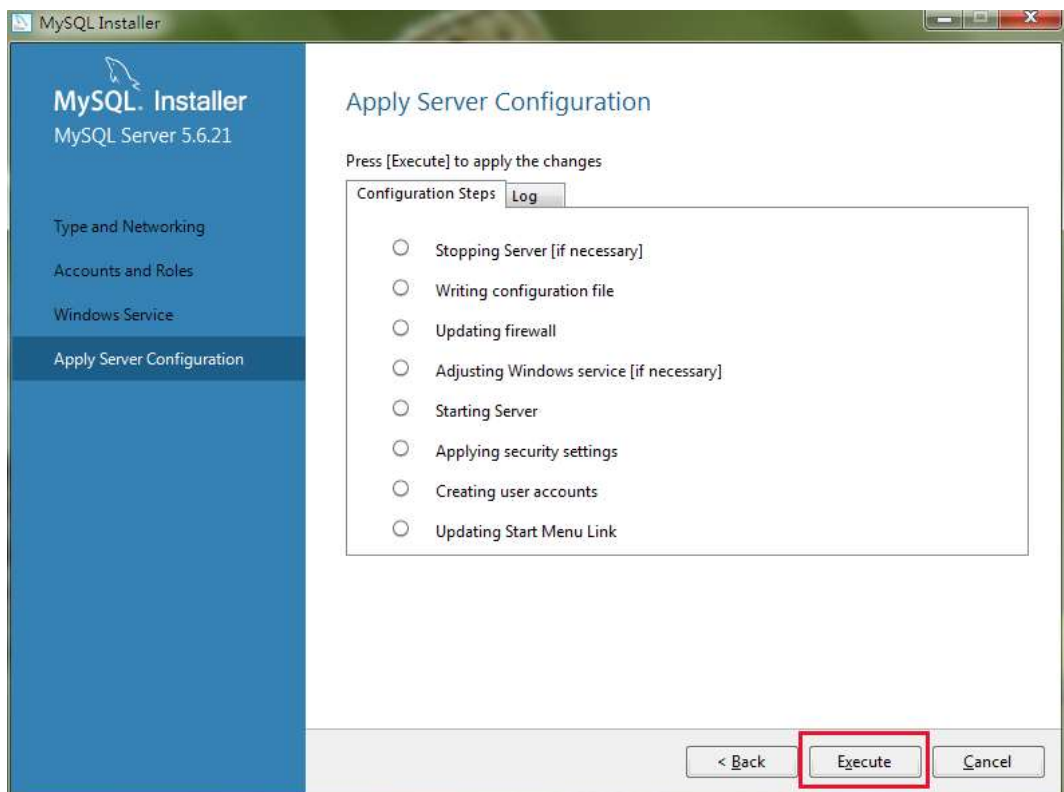 MySQL Installer
MySQL. Installer
MySQL Server 5.6.21
Type and Networking
Accounts and Roles
Windows Service
Apply Server Configuration
Apply Server Configuration
Press [Execute] to apply the changes
Configuration Steps Log
Stopping Server [if necessary]
Writing configuration file
Updating firewall
Adjusting Windows service [if necessary]
Starting Server
Applying security settings
Creating user accounts
Updating Start Menu Link
< Back Execute Cancel